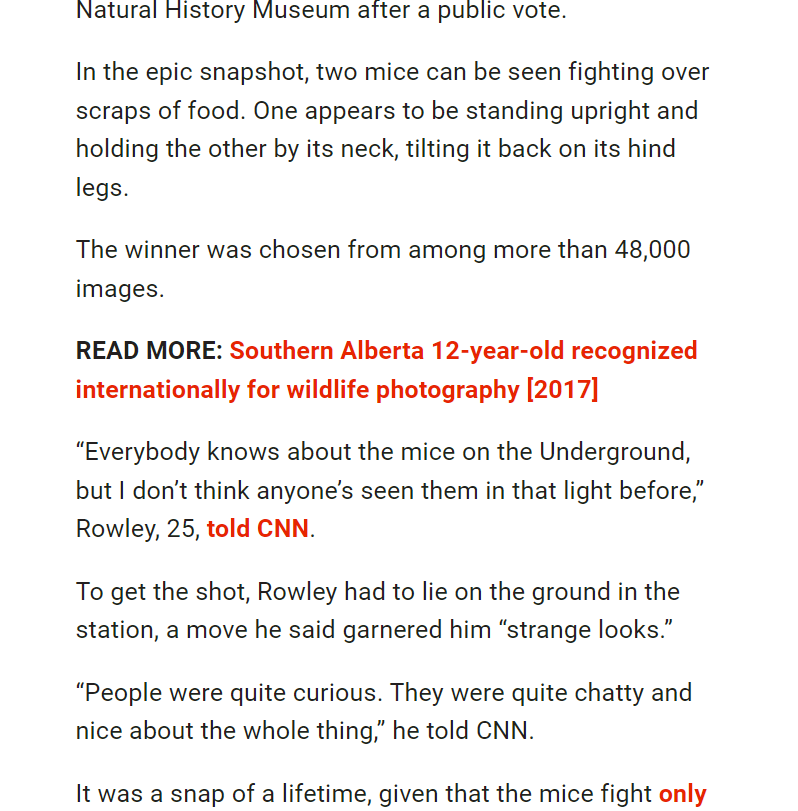 Natural History Museum after a public vote.
In the epic snapshot, two mice can be seen fighting over
scraps of food. One appears to be standing upright and
holding the other by its neck, tilting it back on its hind
legs.
The winner was chosen from among more than 48,000
images.
READ MORE: Southern Alberta 12-year-old recognized
internationally for wildlife photography [2017]
“Everybody knows about the mice on the Underground,
but I don’t think anyone’s seen them in that light before,”
Rowley, 25, told CNN.
To get the shot, Rowley had to lie on the ground in the
station, a move he said garnered him “strange looks.”
“People were quite curious. They were quite chatty and
nice about the whole thing,” he told CNN.
It was a snap of a lifetime, given that the mice fight only